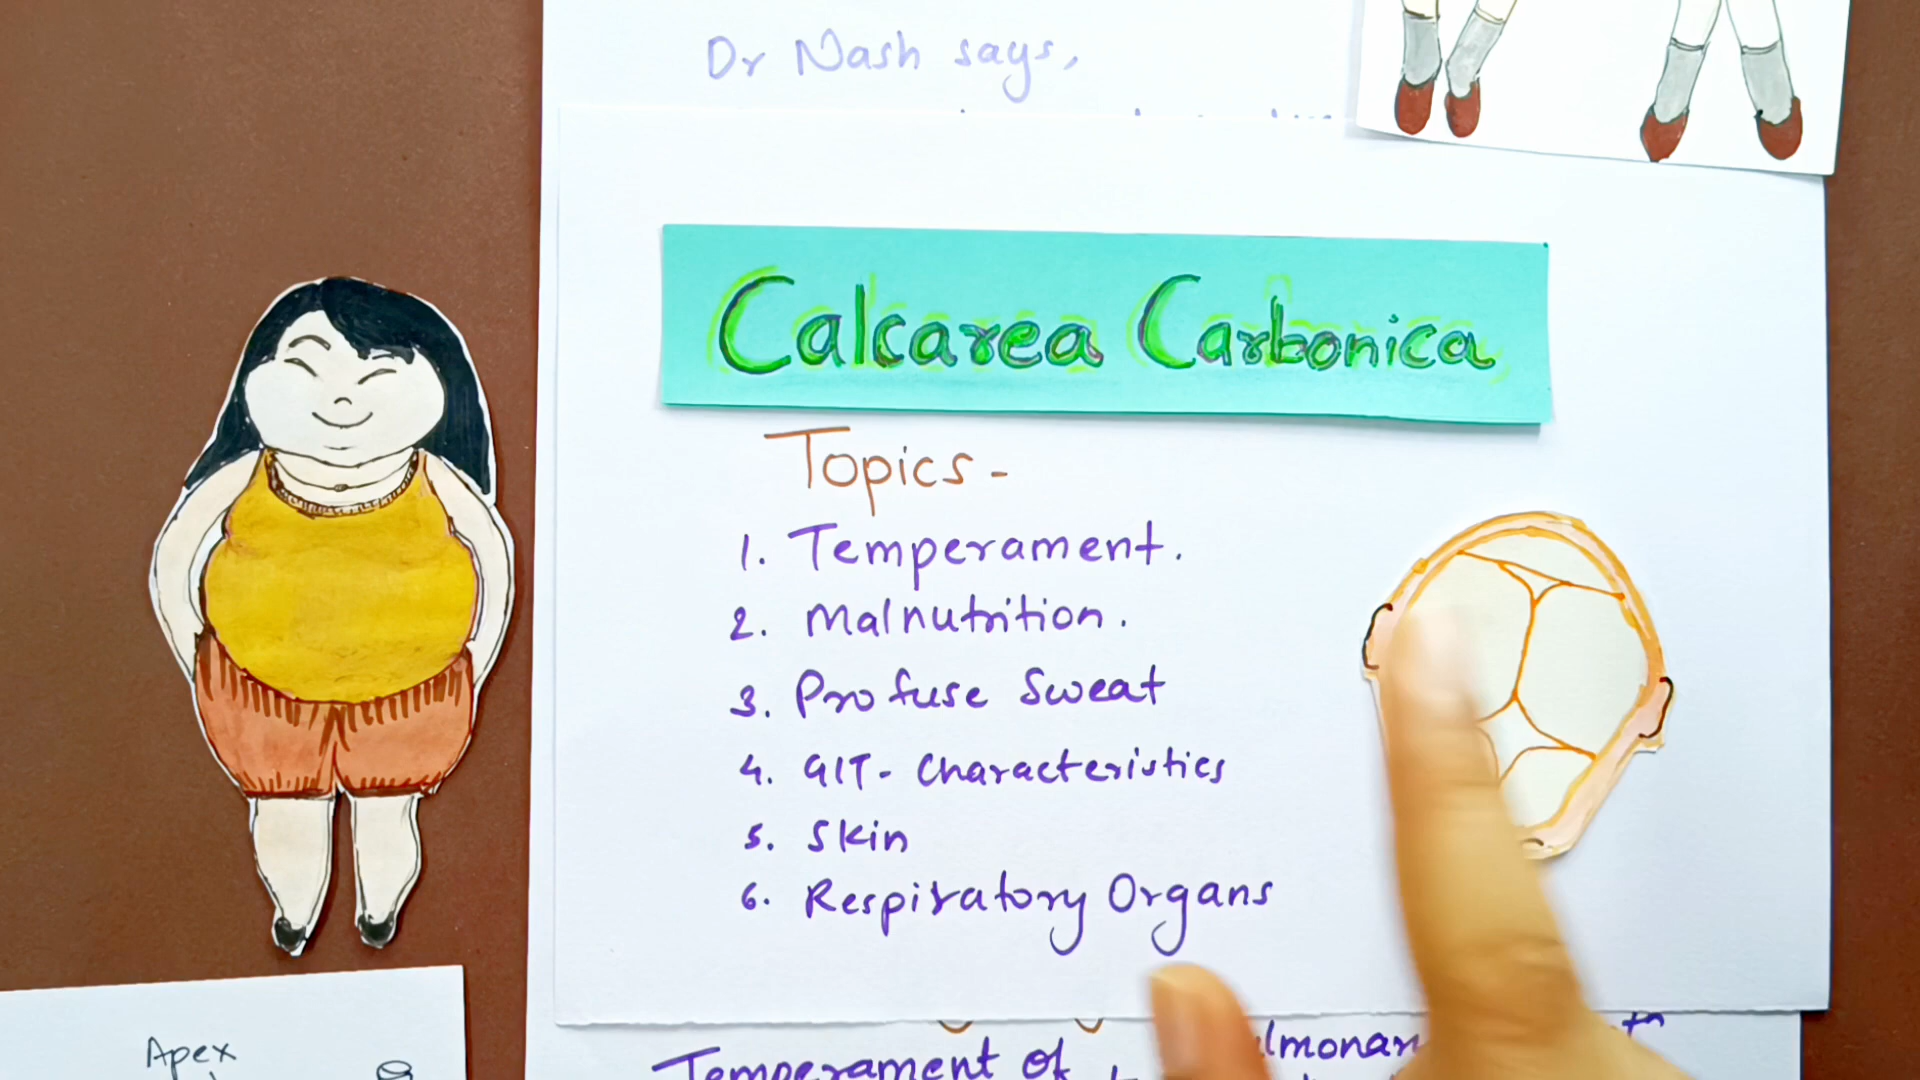 Dr Nash says,
Calcarea Carbonica
Topics -
1. Temperament.
2. Malnutrition.
3. Profuse Sweat
4. GIT- Characteristics
5. Skin
6. Respiratory Organs
Apex
Temperament of